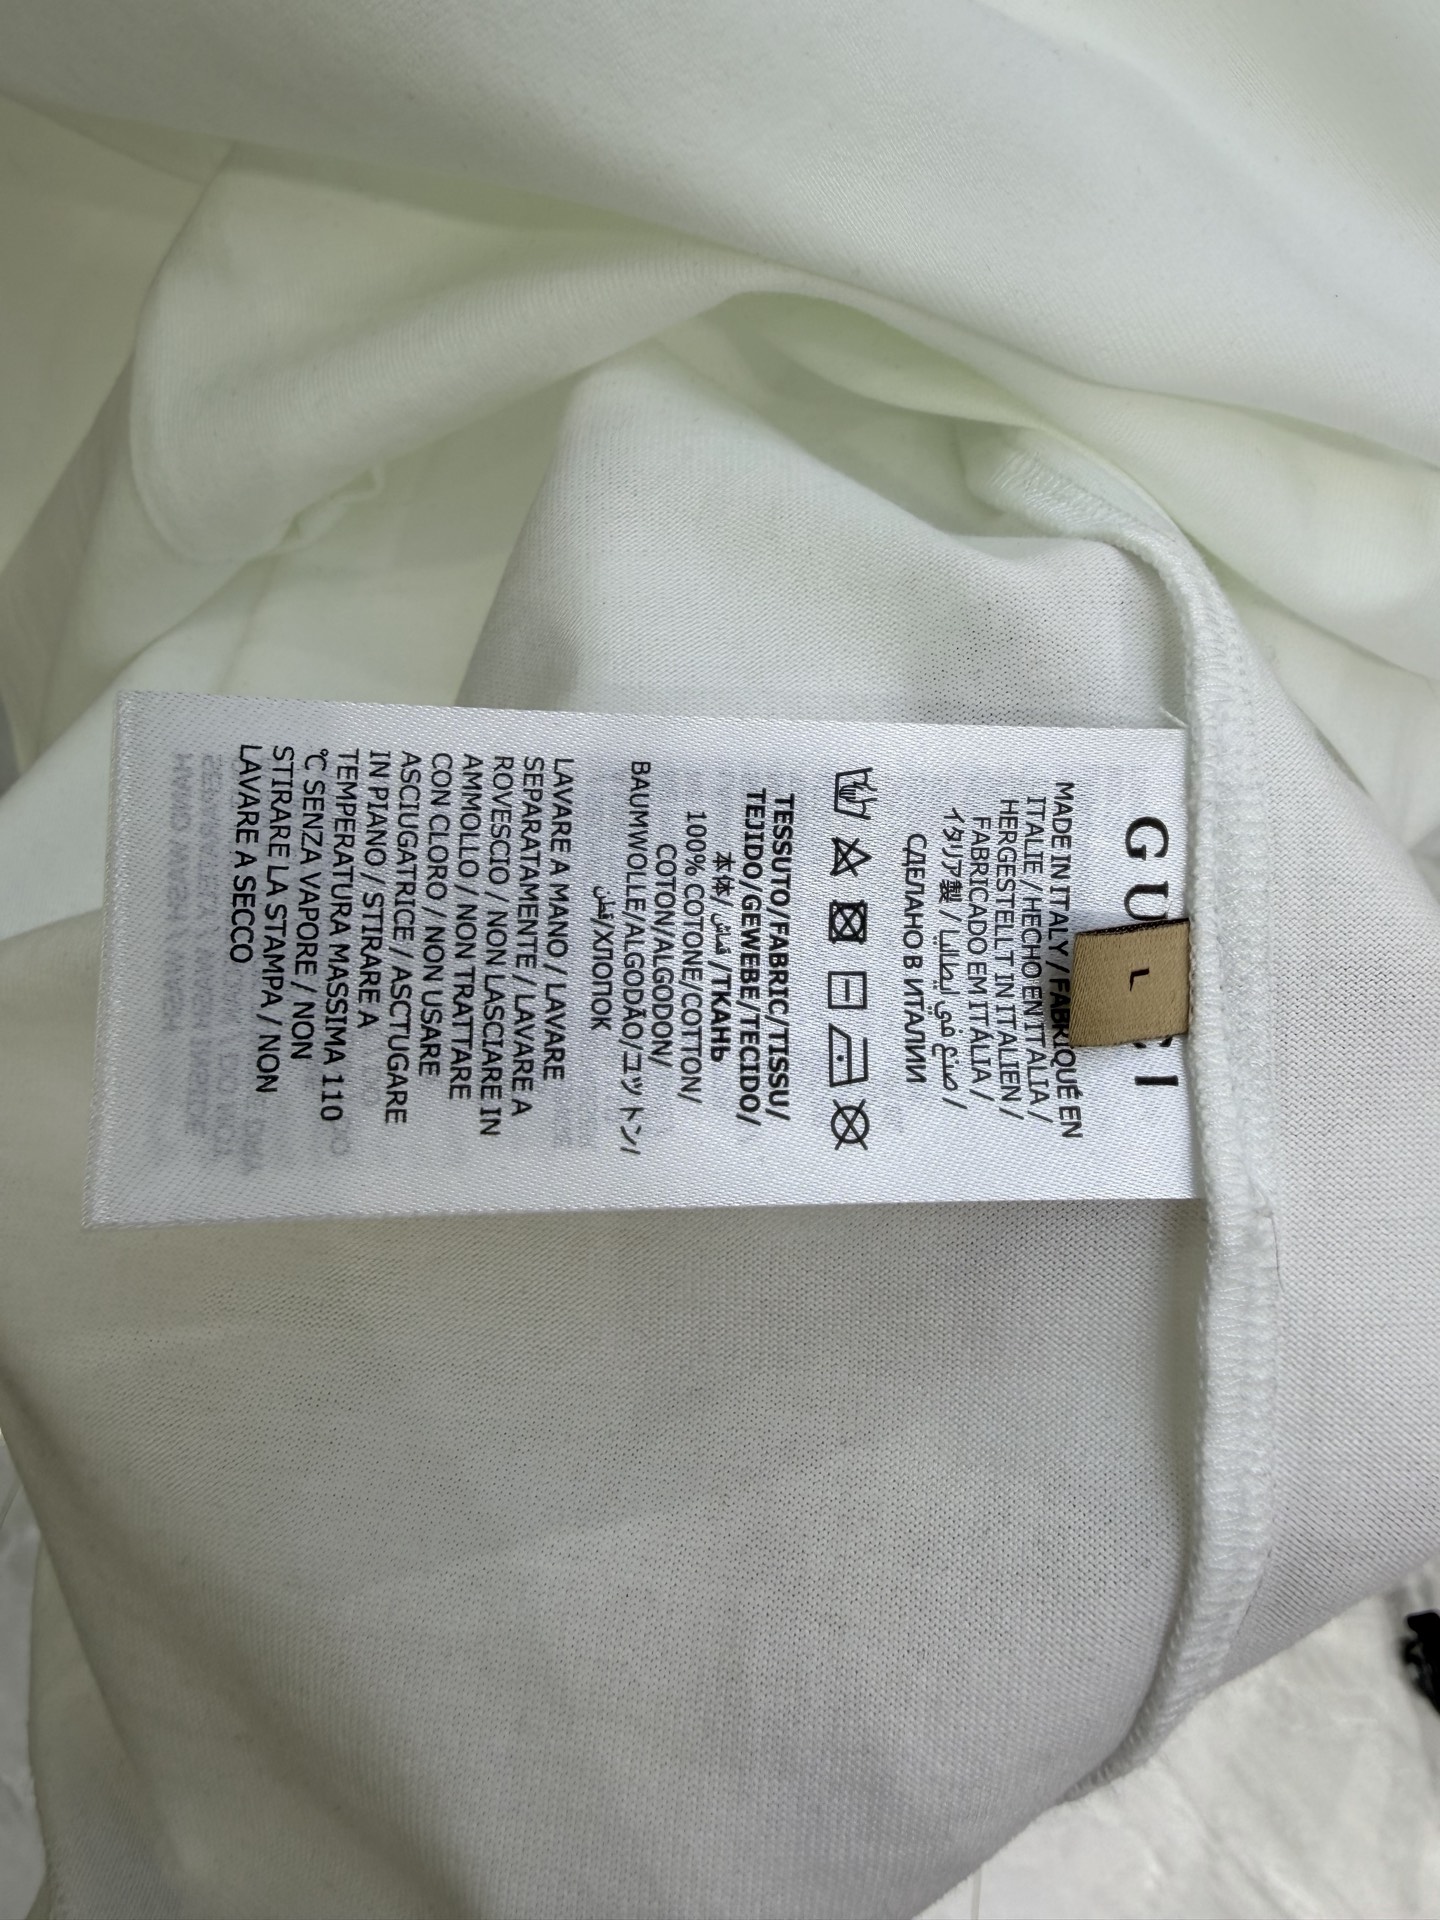 GUCCI
L
MADE IN ITALY / FABRIQUÉ EN
ITALIE / HECHO EN ITALIA /
HERGESTELLT IN ITALIEN /
FABRICADO EM ITÁLIA /
イタリア製 / صنع في إيطاليا /
СДЕЛАНО В ИТАЛИИ
TESSUTO/FABRIC/TISSU/
TEJIDO/GEWEBE/TECIDO/
本体/ قماش /ТКАНЬ
100% COTONE/COTTON/
COTON/ALGODON/
BAUMWOLLE/ALGODÃO/コットン/
قطن/ХПОПОК
LAVARE A MANO / LAVARE
SEPARATAMENTE / LAVARE A
ROVESCIO / NON LASCIARE IN
AMMOLLO / NON TRATTARE
CON CLORO / NON USARE
ASCIUGATRICE / ASCTUGARE
IN PIANO / STIRARE A
TEMPERATURA MASSIMA 110
℃ SENZA VAPORE / NON
STIRARE LA STAMPA / NON
LAVARE A SECCO